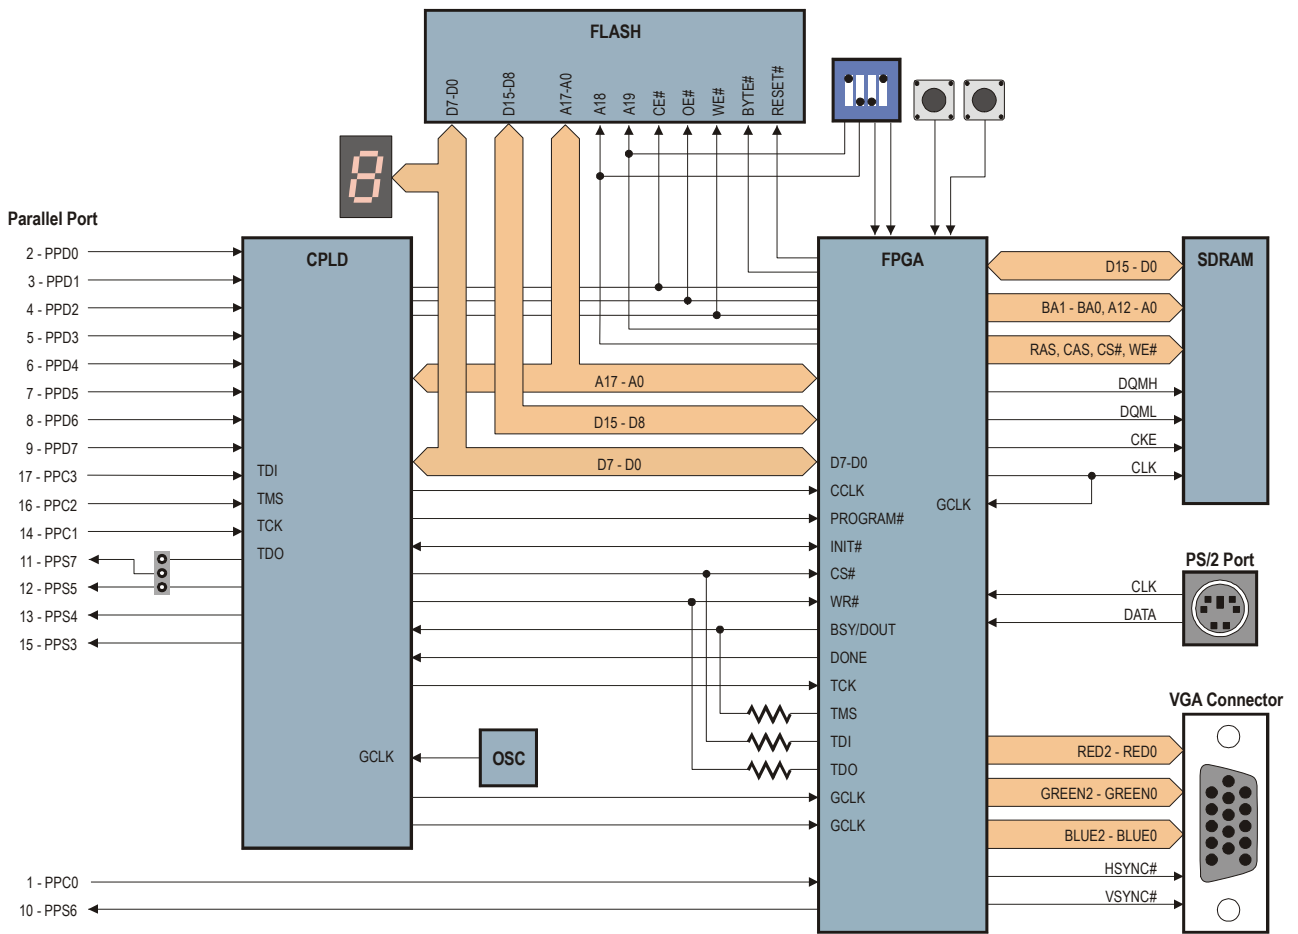 FLASH
D7-D0
D15-D8
A17-A0
A18
A19
CE#
OE#
WE#
BYTE#
RESET#
Parallel Port
2 - PPD0
3 - PPD1
4 - PPD2
5 - PPD3
6 - PPD4
7 - PPD5
8 - PPD6
9 - PPD7
17 - PPC3
16 - PPC2
14 - PPC1
11 - PPS7
12 - PPS5
13 - PPS4
15 - PPS3
1 - PPC0
10 - PPS6
CPLD
TDI
TMS
TCK
TDO
GCLK
OSC
8
A17 - A0
D15 - D8
D7 - D0
FPGA
D7-D0
CCLK
PROGRAM#
INIT#
CS#
WR#
BSY/DOUT
DONE
TCK
TMS
TDI
TDO
GCLK
GCLK
GCLK
SDRAM
D15 - D0
BA1 - BA0, A12 - A0
RAS, CAS, CS#, WE#
DQMH
DQML
CKE
CLK
PS/2 Port
CLK
DATA
VGA Connector
RED2 - RED0
GREEN2 - GREEN0
BLUE2 - BLUE0
HSYNC#
VSYNC#